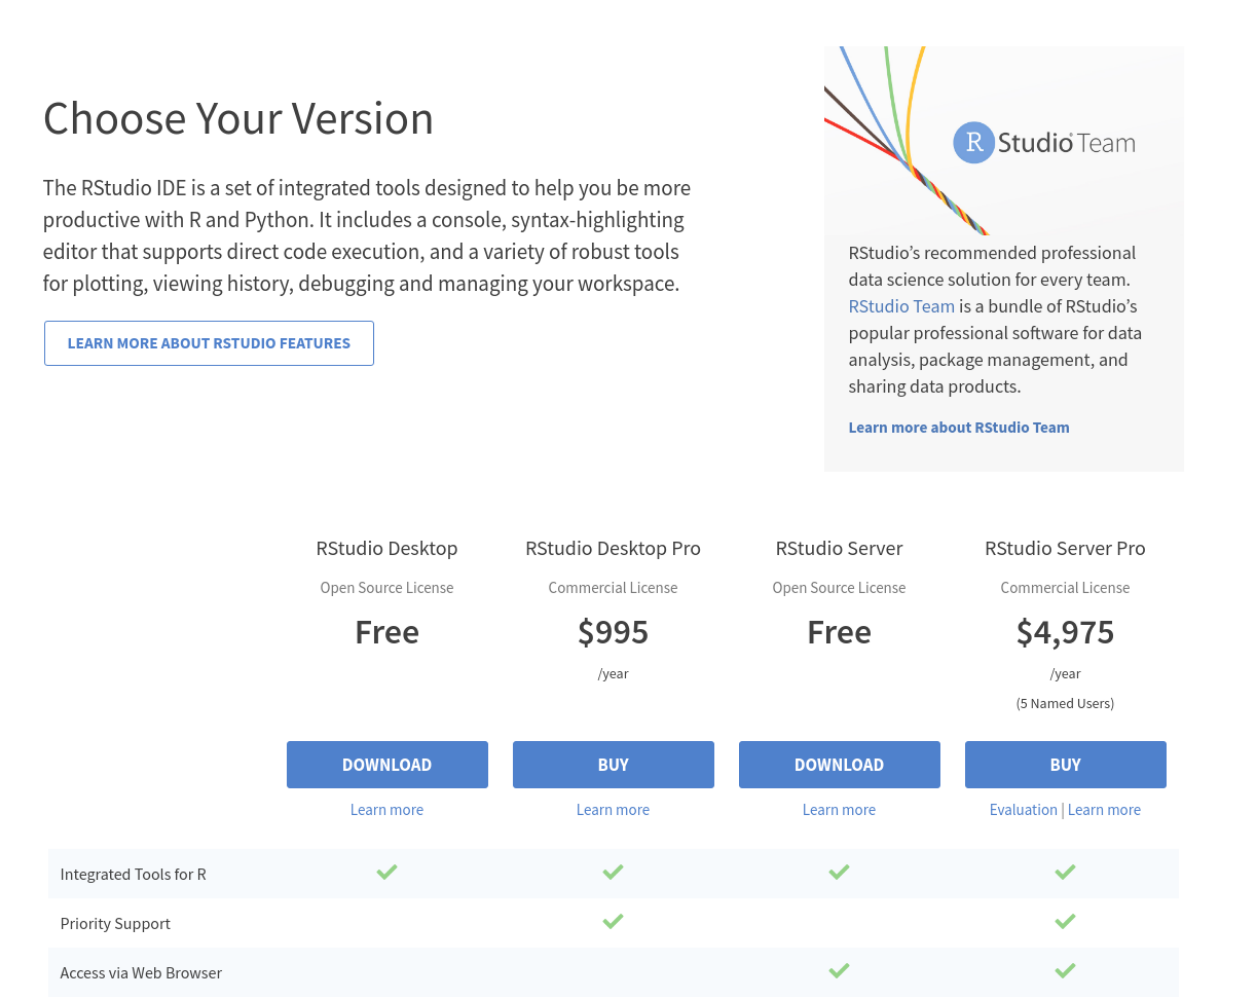 Choose Your Version
The RStudio IDE is a set of integrated tools designed to help you be more
productive with R and Python. It includes a console, syntax-highlighting
editor that supports direct code execution, and a variety of robust tools
for plotting, viewing history, debugging and managing your workspace.
LEARN MORE ABOUT RSTUDIO FEATURES
R Studio® Team
RStudio’s recommended professional
data science solution for every team.
RStudio Team is a bundle of RStudio’s
popular professional software for data
analysis, package management, and
sharing data products.
Learn more about RStudio Team
RStudio Desktop RStudio Desktop Pro RStudio Server RStudio Server Pro
Open Source License Commercial License Open Source License Commercial License
Free $995 Free $4,975
/year /year
(5 Named Users)
DOWNLOAD BUY DOWNLOAD BUY
Learn more Learn more Learn more Evaluation | Learn more
Integrated Tools for R
Priority Support
Access via Web Browser